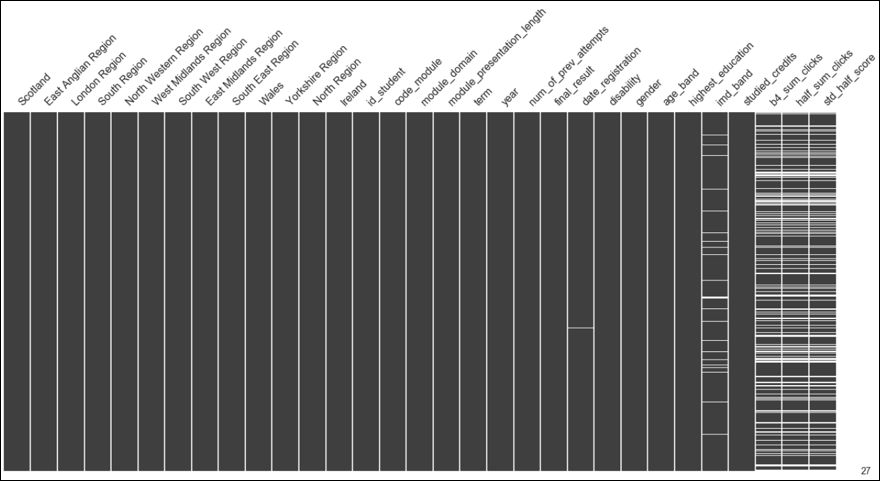 Scotland
East Anglian Region
London Region
South Region
North Western Region
West Midlands Region
South West Region
East Midlands Region
South East Region
Wales
Yorkshire Region
North Region
Ireland
id_student
code_module
module_domain
module_presentation_length
term
year
num_of_prev_attempts
final_result
date_registration
disability
gender
age_band
highest_education
imd_band
studied_credits
b4_sum_clicks
half_sum_clicks
std_half_score
27